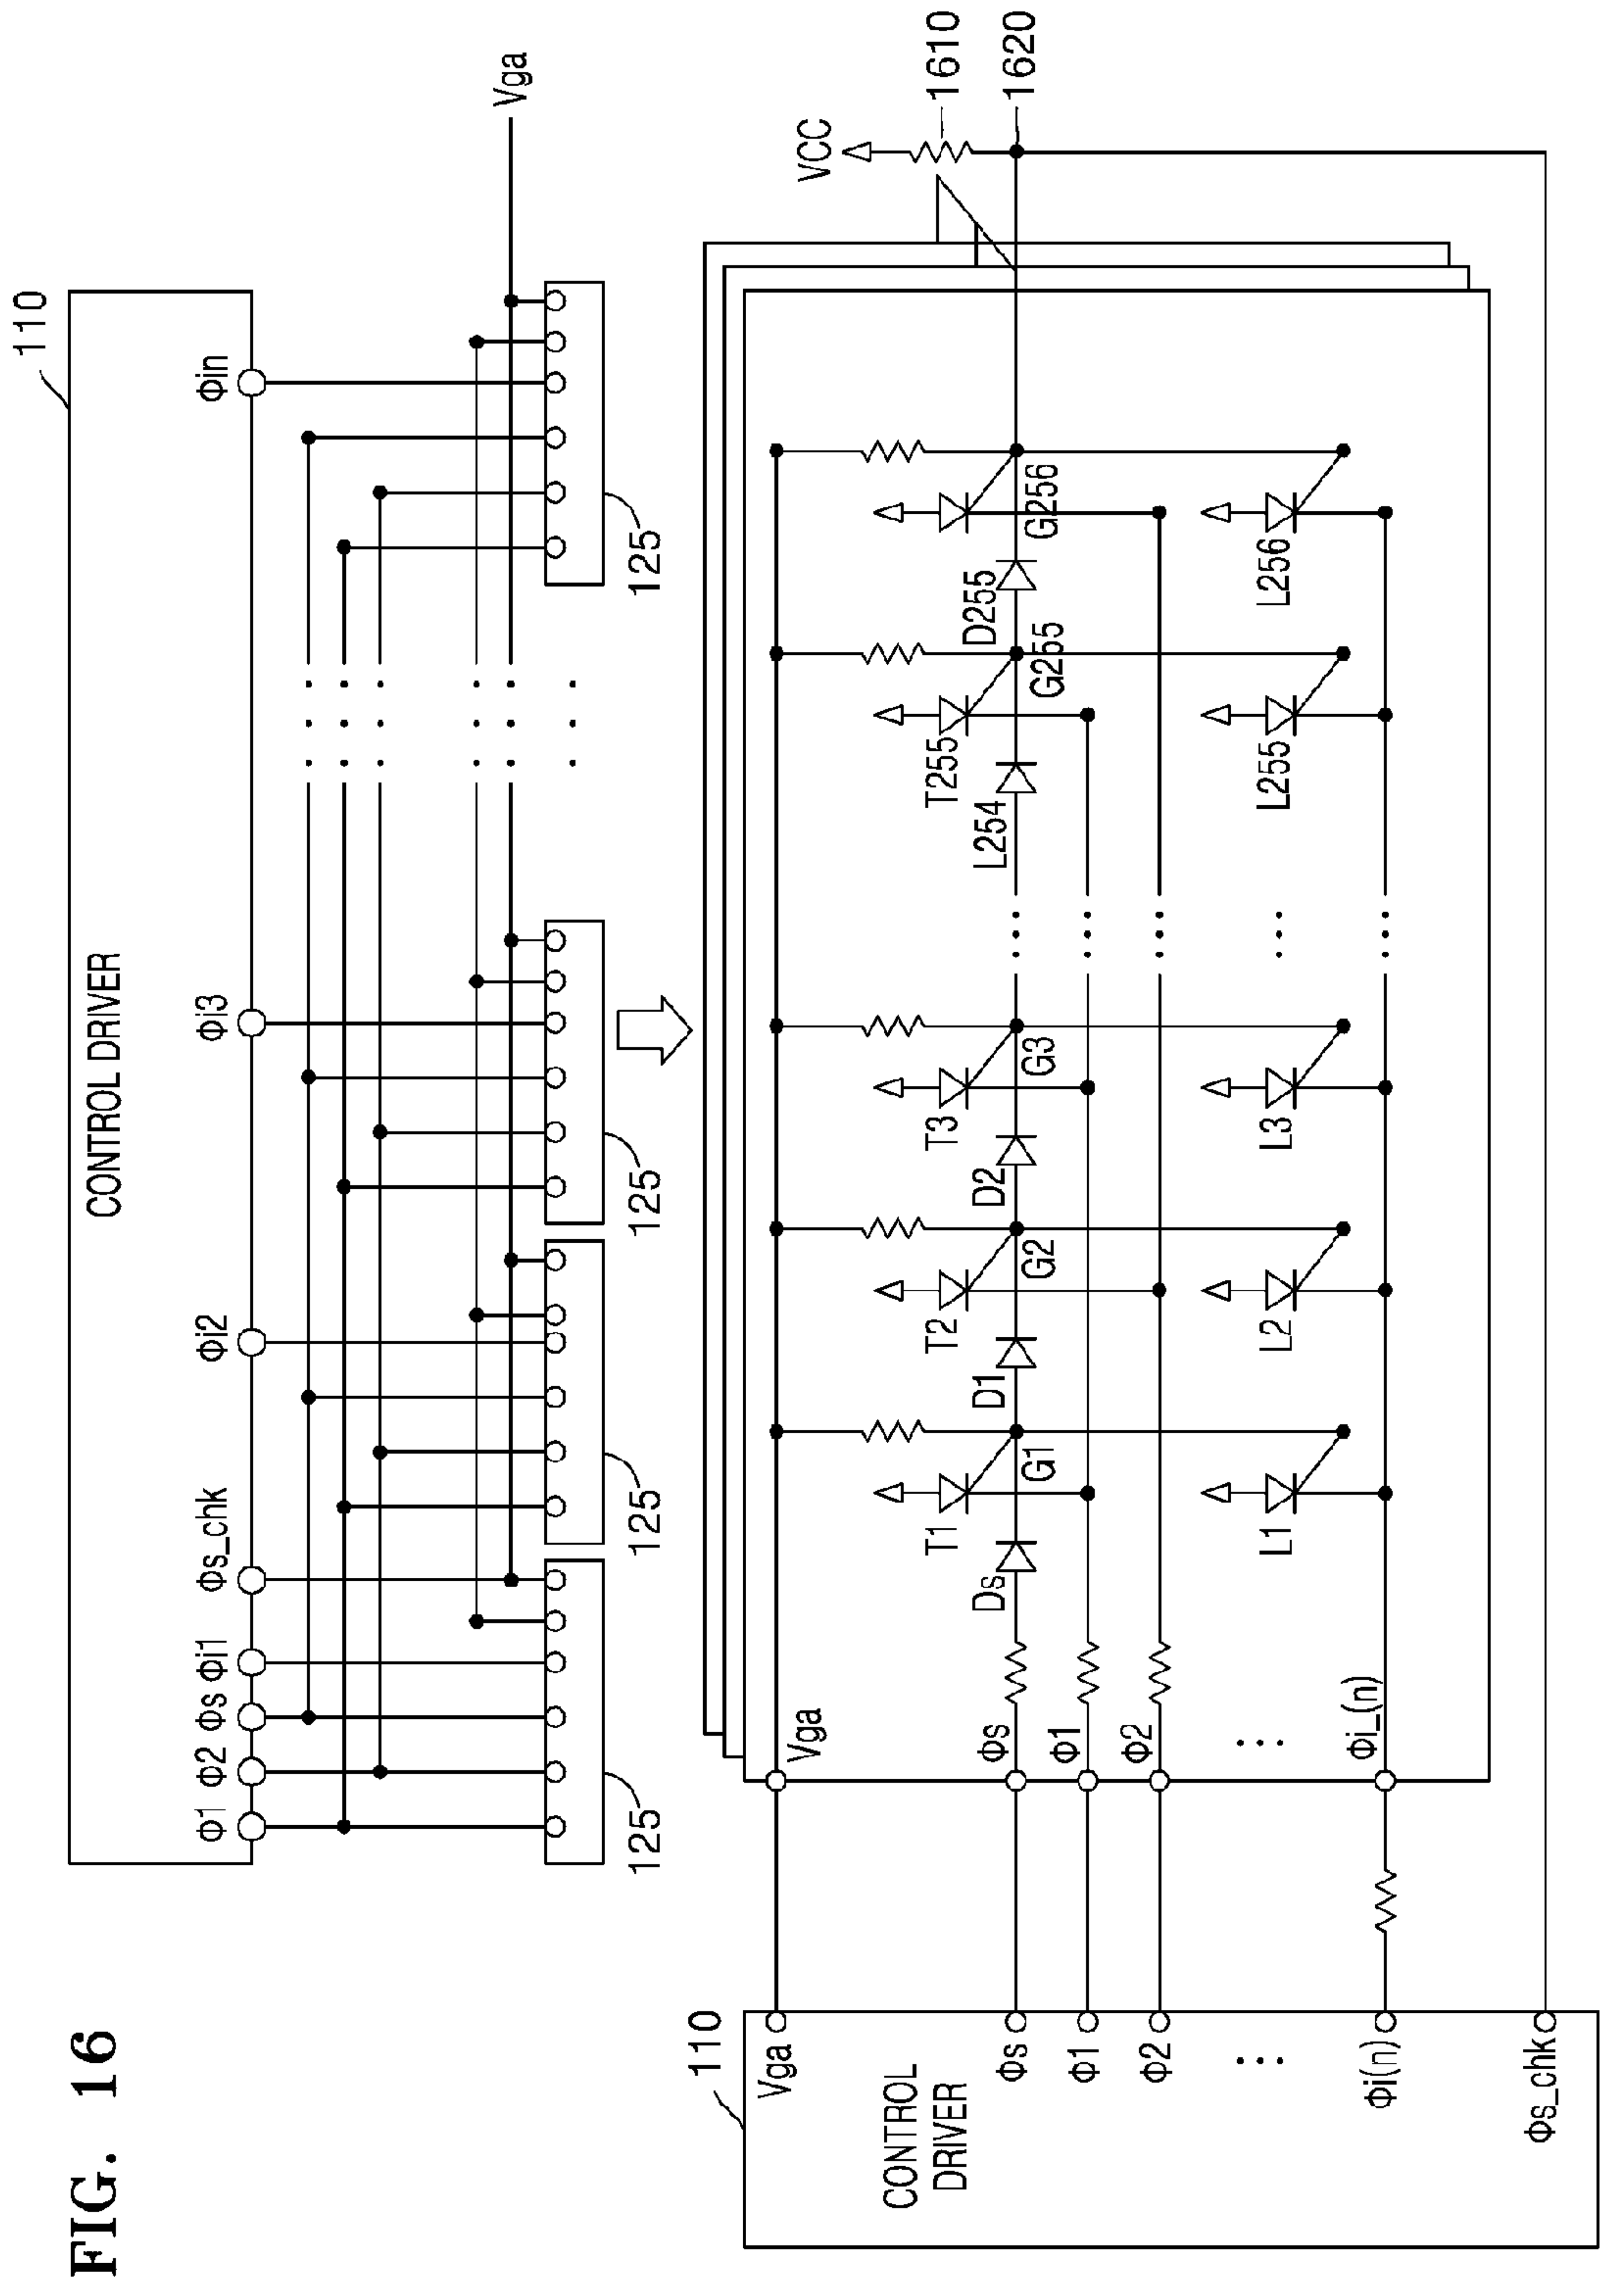 FIG. 16
110
CONTROL DRIVER
Φ1 Φ2 Φs Φi1 Φs_chk Φi2 Φi3 Φin
Vga
125 125 125 125
110
CONTROL
DRIVER
Vga
Φs
Φ1
Φ2
...
Φi(n)
Φs_chk
Vga
Φs
Φ1
Φ2
...
Φi_(n)
VCC
1610
1620
T1 T2 T3 T255
Ds D1 D2 L254 D255
G1 G2 G3 G255 G256
L1 L2 L3 L255 L256